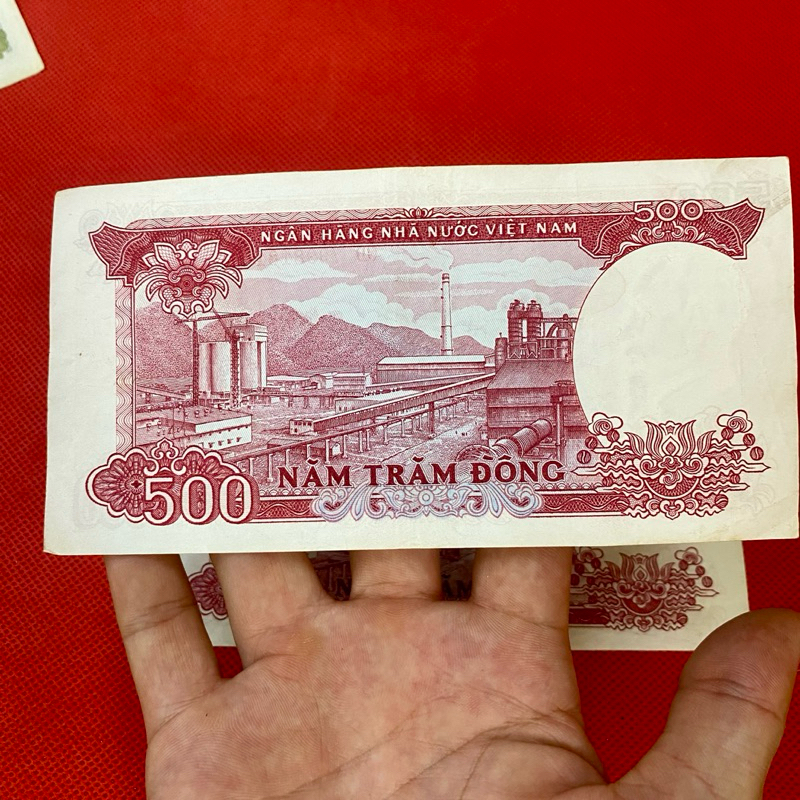 NGÂN HÀNG NHÀ NƯỚC VIỆT NAM
500
NĂM TRĂM ĐỒNG
500